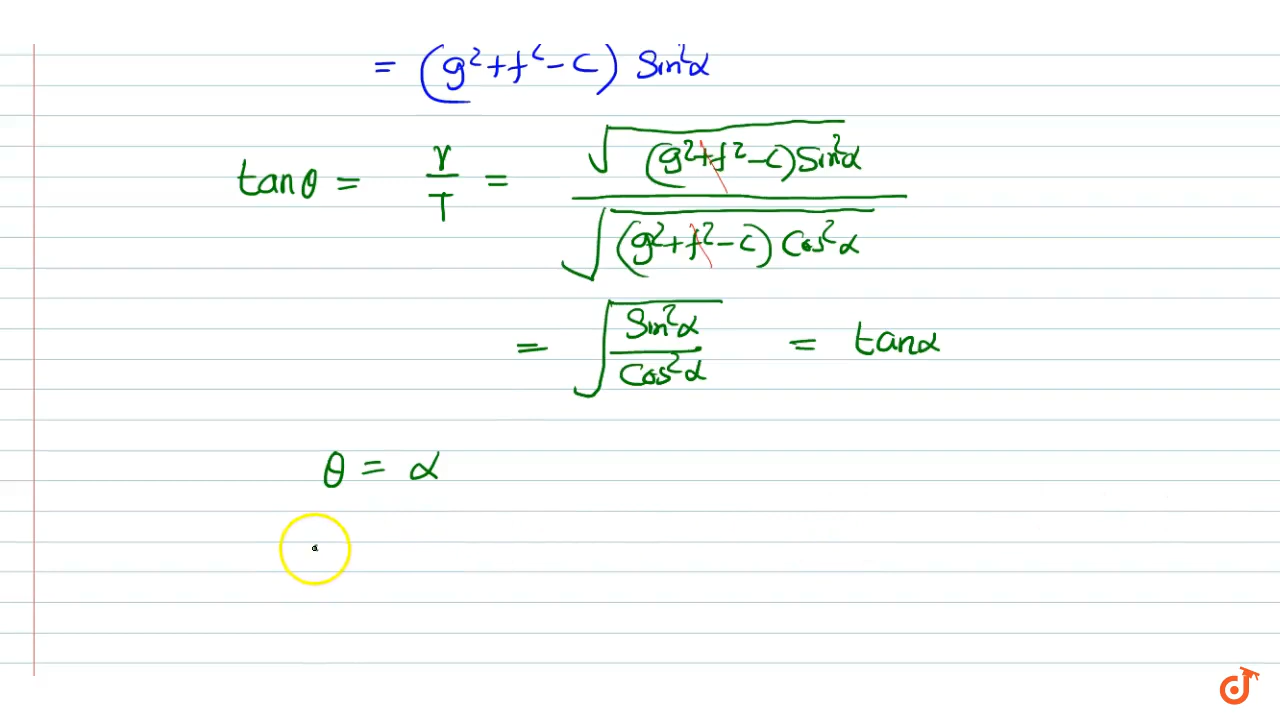 = (g²+f²-c) Sin²α
tanθ = r/T = √((g²+f²-c)Sin²α) / √((g²+f²-c) Cos²α)
= √(Sin²α / Cos²α) = tanα
θ = α